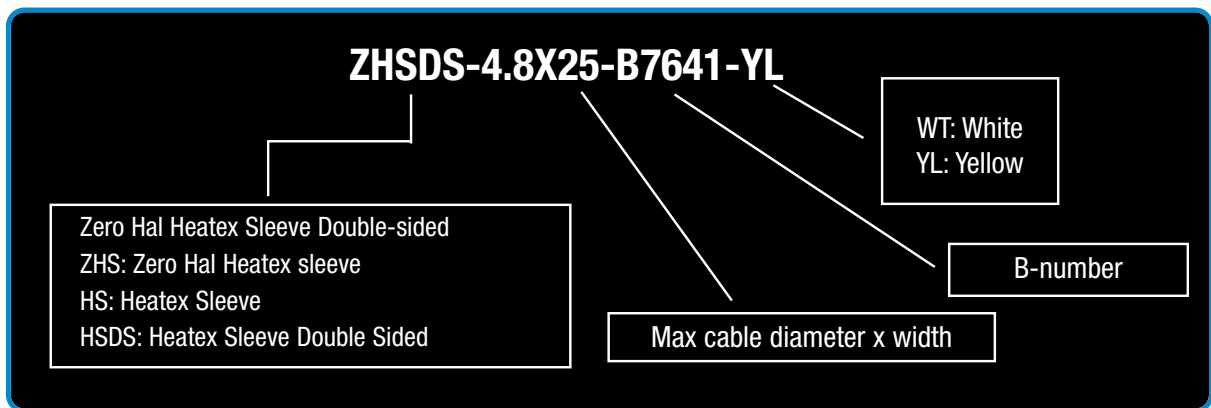 ZHSDS-4.8X25-B7641-YL
WT: White
YL: Yellow
Zero Hal Heatex Sleeve Double-sided
ZHS: Zero Hal Heatex sleeve
HS: Heatex Sleeve
HSDS: Heatex Sleeve Double Sided
B-number
Max cable diameter x width